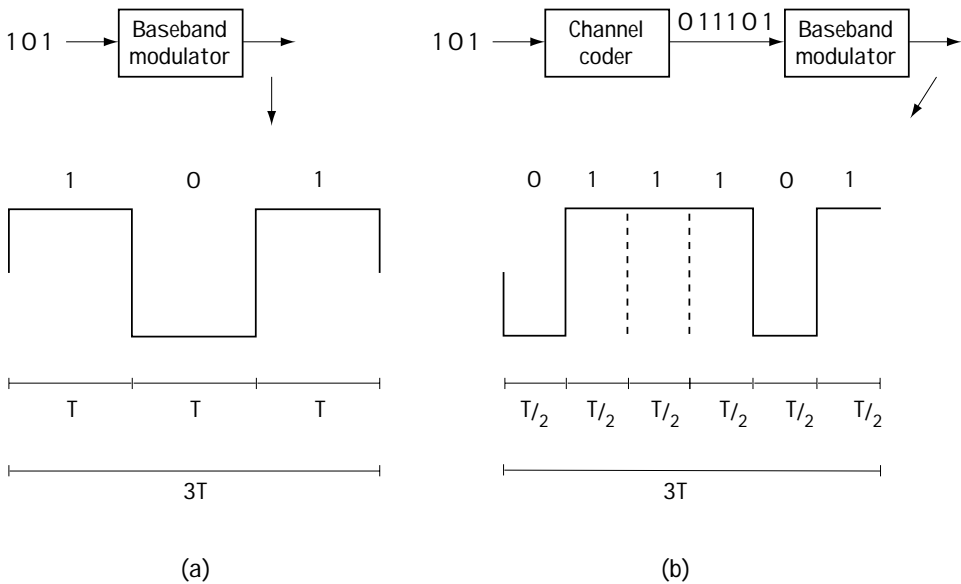 101
Baseband
modulator
1 0 1
T T T
3T
(a)
101
Channel
coder
011101
Baseband
modulator
0 1 1 1 0 1
T/2 T/2 T/2 T/2 T/2 T/2
3T
(b)